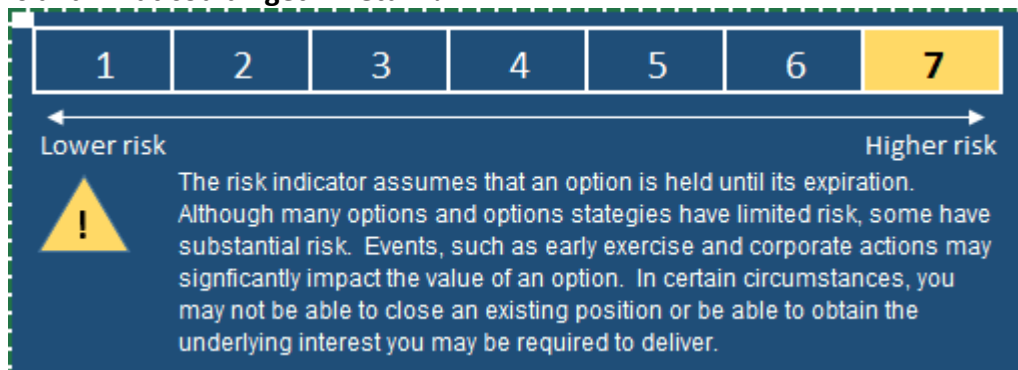 1 2 3 4 5 6 7
Lower risk Higher risk
!
The risk indicator assumes that an option is held until its expiration.
Although many options and options stategies have limited risk, some have
substantial risk. Events, such as early exercise and corporate actions may
signficantly impact the value of an option. In certain circumstances, you
may not be able to close an existing position or be able to obtain the
underlying interest you may be required to deliver.